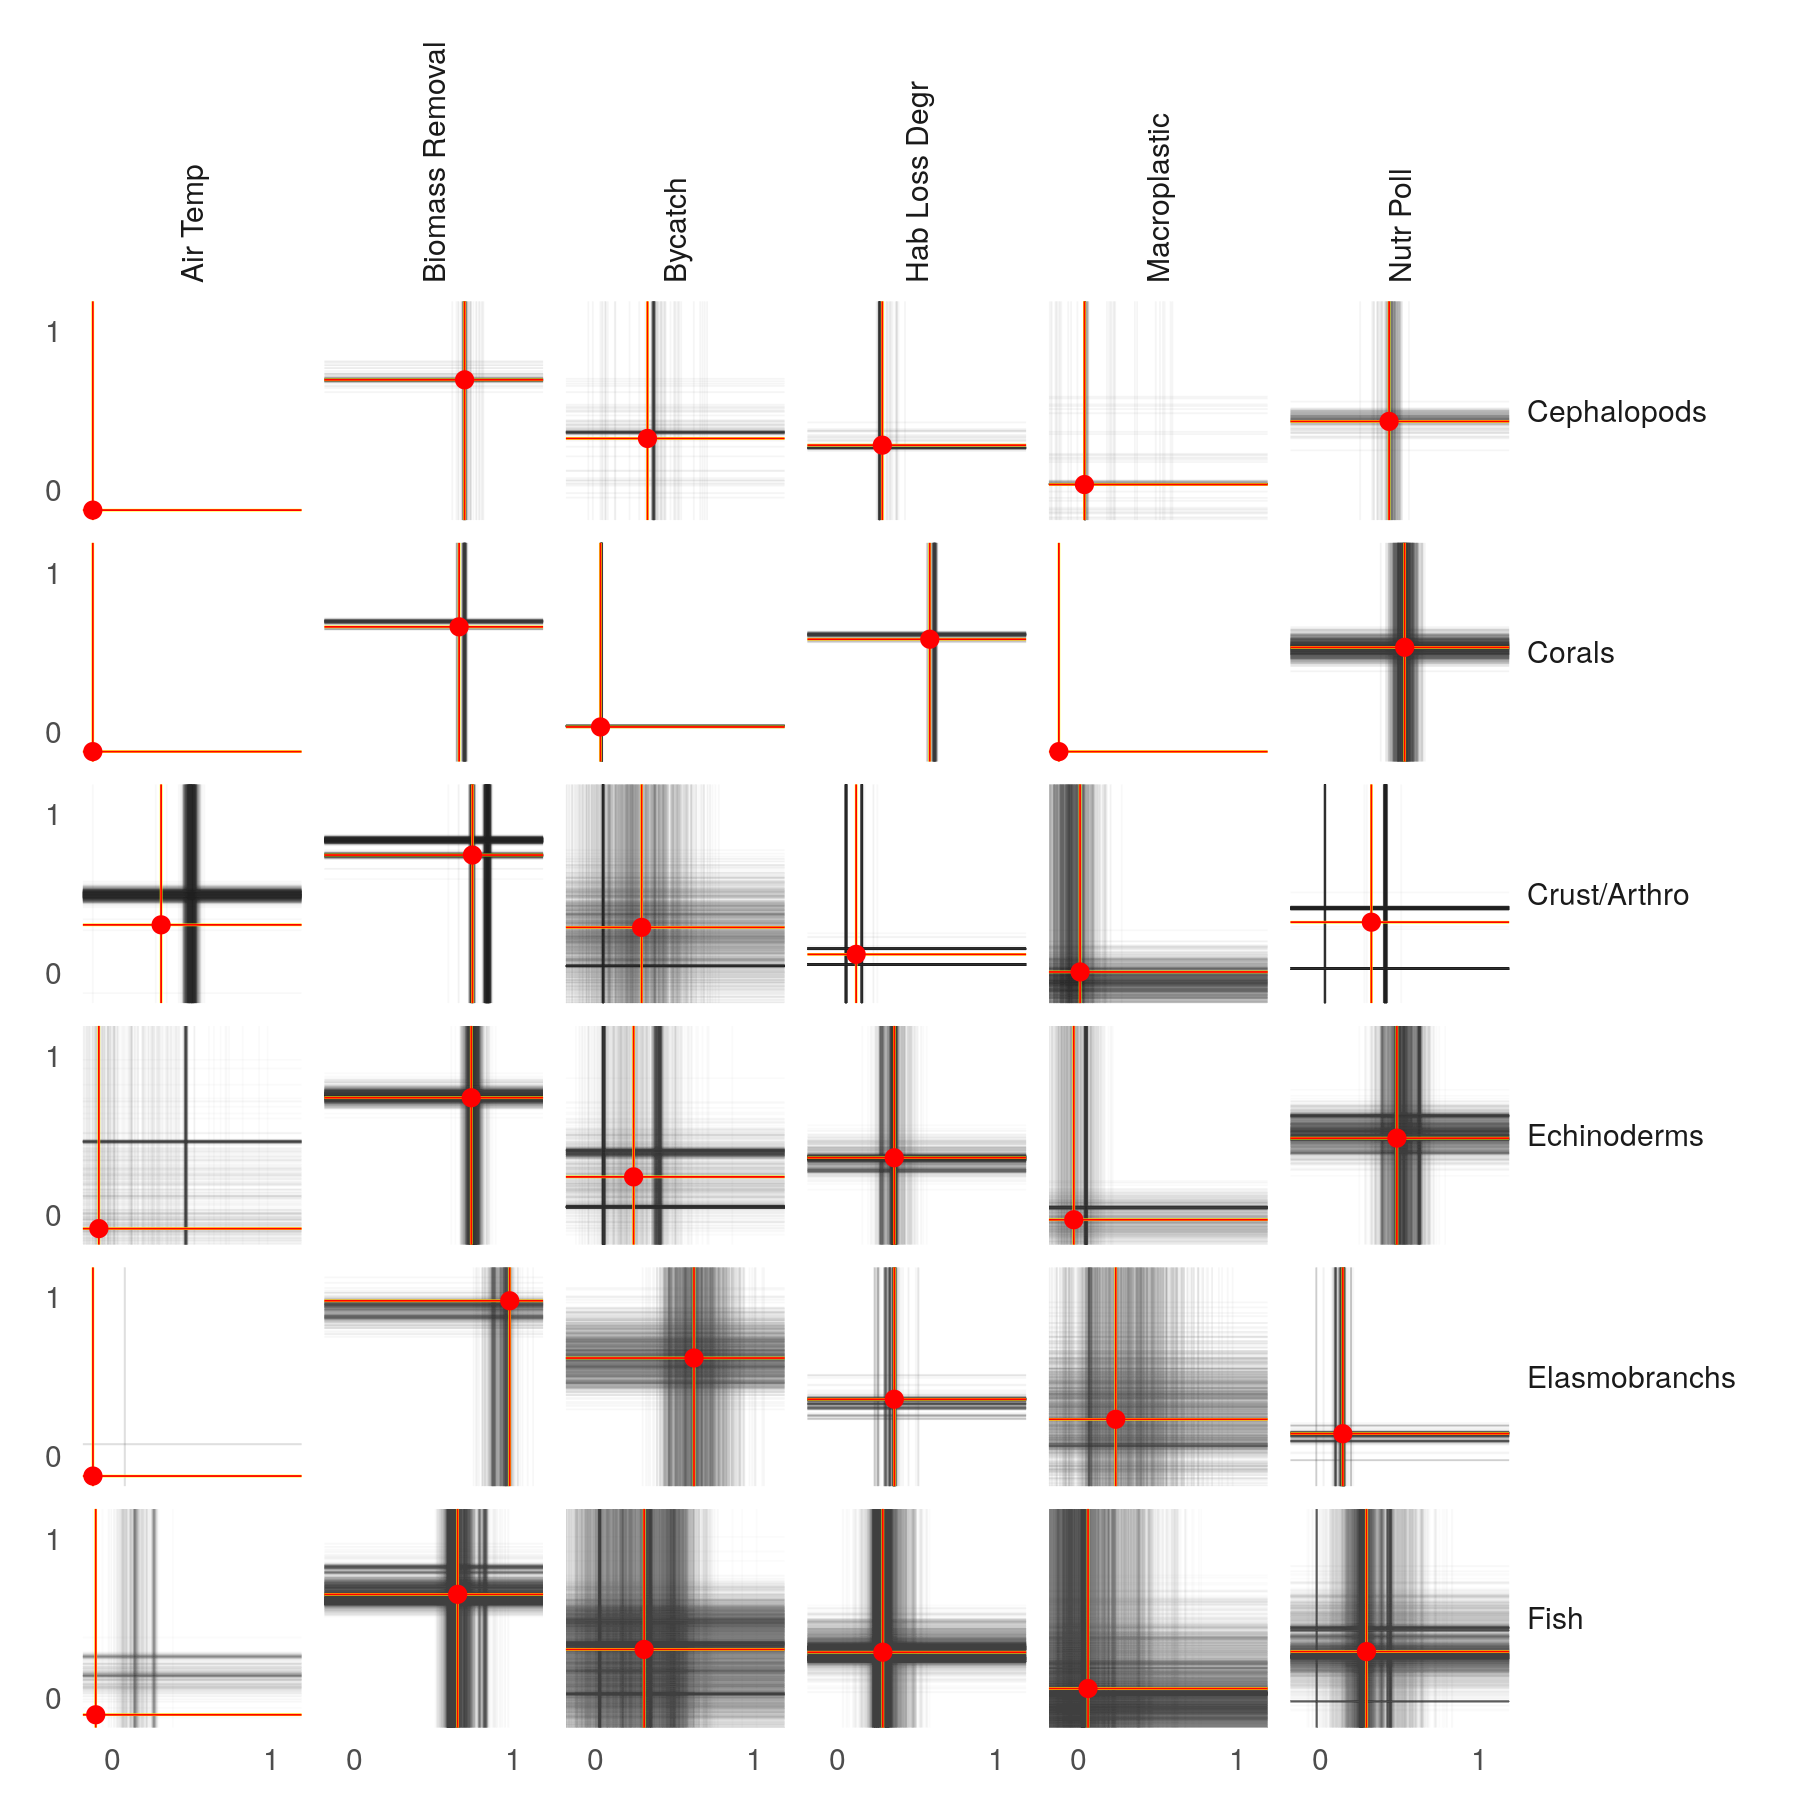 Air Temp
Biomass Removal
Bycatch
Hab Loss Degr
Macroplastic
Nutr Poll
1
0
Cephalopods
1
0
Corals
1
0
Crust/Arthro
1
0
Echinoderms
1
0
Elasmobranchs
1
0
Fish
0 1 0 1 0 1 0 1 0 1 0 1